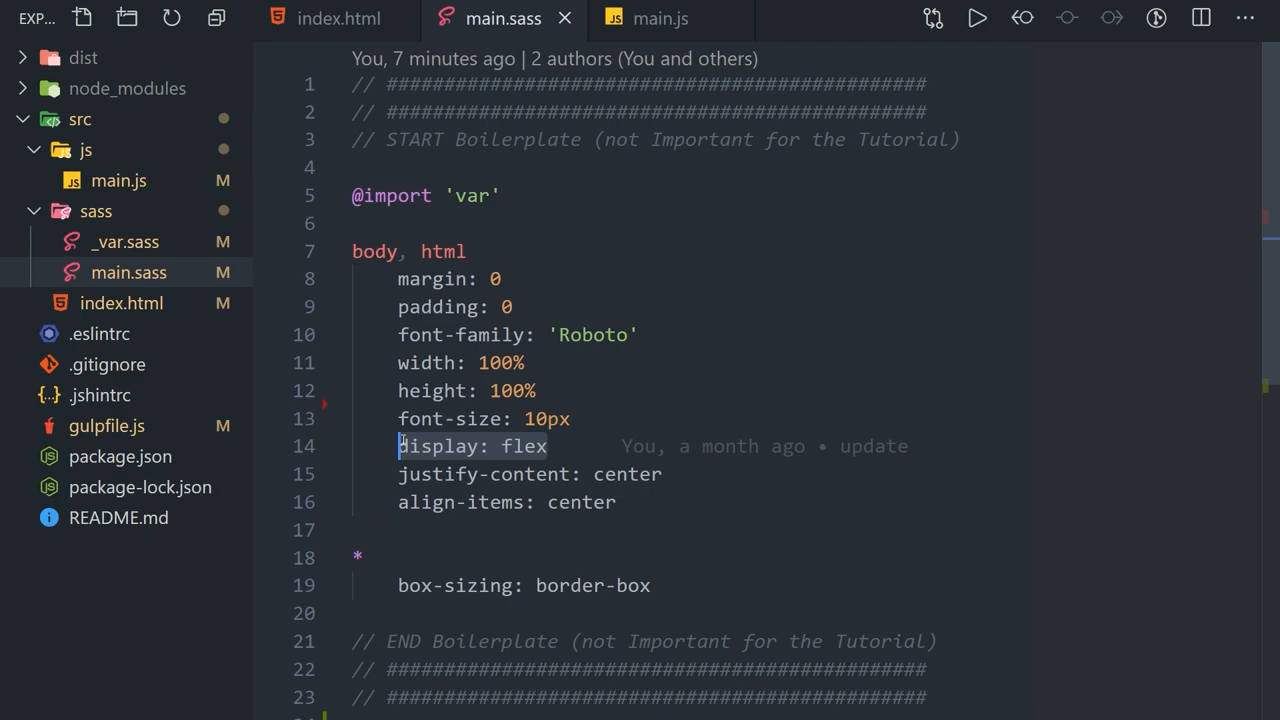 EXP...
index.html
main.sass
main.js
dist
node_modules
src
js
main.js M
sass
_var.sass M
main.sass M
index.html M
.eslintrc
.gitignore
.jshintrc
gulpfile.js M
package.json
package-lock.json
README.md
You, 7 minutes ago | 2 authors (You and others)
1 // ###############################################
2 // ###############################################
3 // START Boilerplate (not Important for the Tutorial)
4
5 @import 'var'
6
7 body, html
8 margin: 0
9 padding: 0
10 font-family: 'Roboto'
11 width: 100%
12 height: 100%
13 font-size: 10px
14 display: flex You, a month ago • update
15 justify-content: center
16 align-items: center
17
18 *
19 box-sizing: border-box
20
21 // END Boilerplate (not Important for the Tutorial)
22 // ###############################################
23 // ###############################################